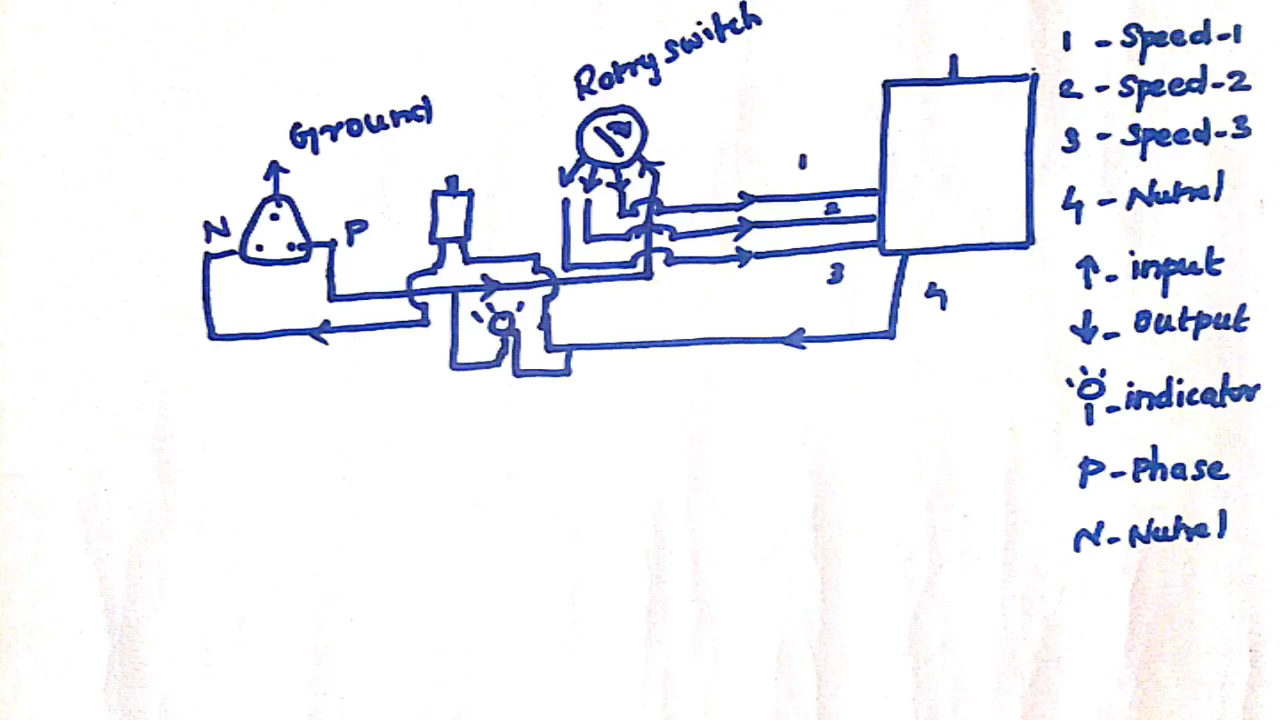 Rotry switch
Ground
N
P
1
2
3
4
1 - Speed-1
2 - Speed-2
3 - Speed-3
4 - Nutrel
↑ - input
↓ - output
indicator
P - Phase
N - Nutrel